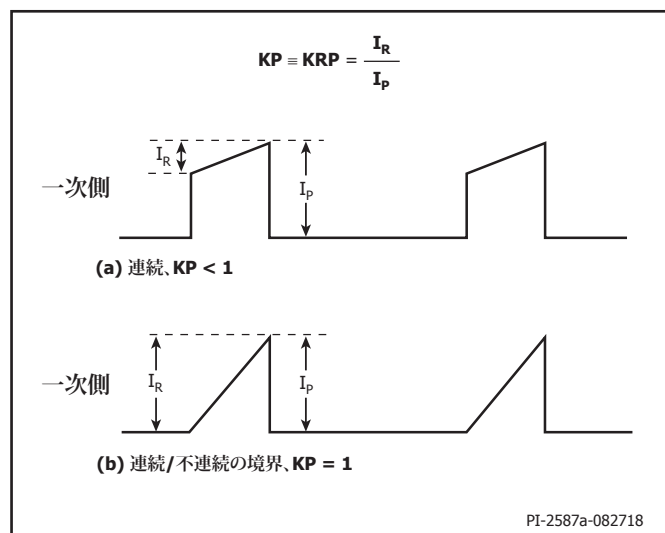 KP ≡ KRP = I_R / I_P
I_R
一次側
I_P
(a) 連続、KP < 1
I_R
一次側
I_P
(b) 連続/不連続の境界、KP = 1
PI-2587a-082718